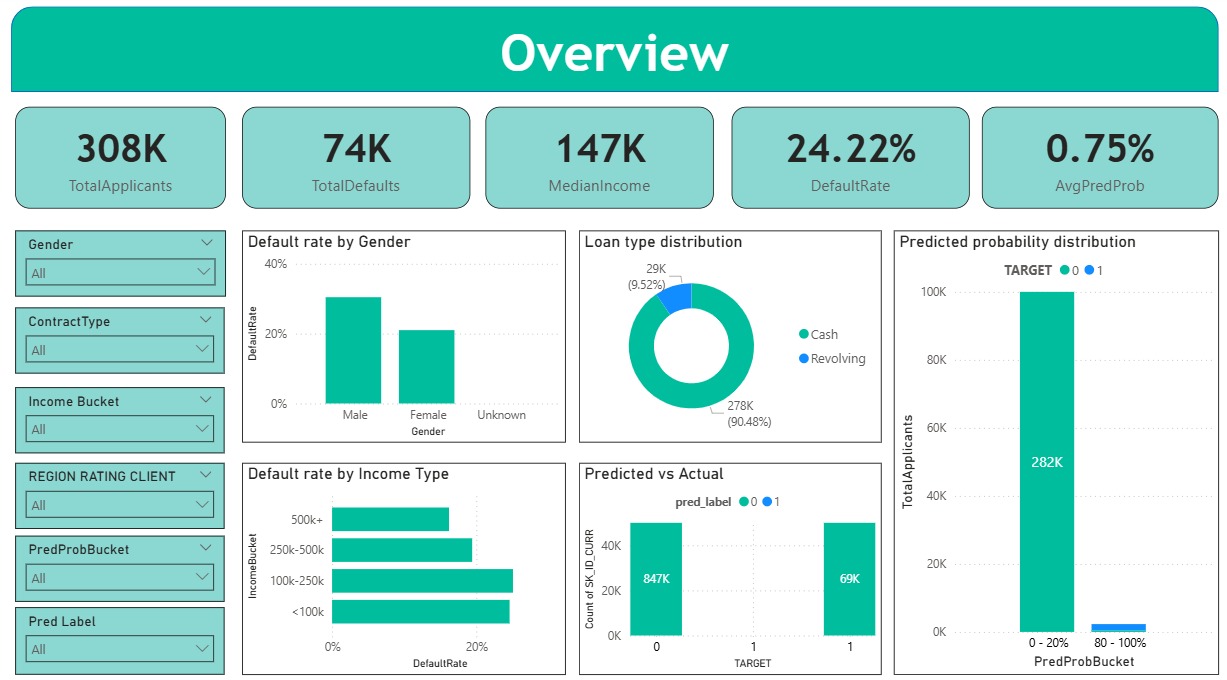 Overview
308K
TotalApplicants
74K
TotalDefaults
147K
MedianIncome
24.22%
DefaultRate
0.75%
AvgPredProb
Gender
All
ContractType
All
Income Bucket
All
REGION RATING CLIENT
All
PredProbBucket
All
Pred Label
All
Default rate by Gender
DefaultRate
40%
20%
0%
Male Female Unknown
Gender
Loan type distribution
29K
(9.52%)
278K
(90.48%)
Cash
Revolving
Default rate by Income Type
IncomeBucket
500k+
250k-500k
100k-250k
<100k
0% 20%
DefaultRate
Predicted vs Actual
pred_label 0 1
Count of SK_ID_CURR
40K
20K
0K
847K
69K
0 1 1
TARGET
Predicted probability distribution
TARGET 0 1
TotalApplicants
100K
80K
60K
40K
20K
0K
282K
0 - 20% 80 - 100%
PredProbBucket